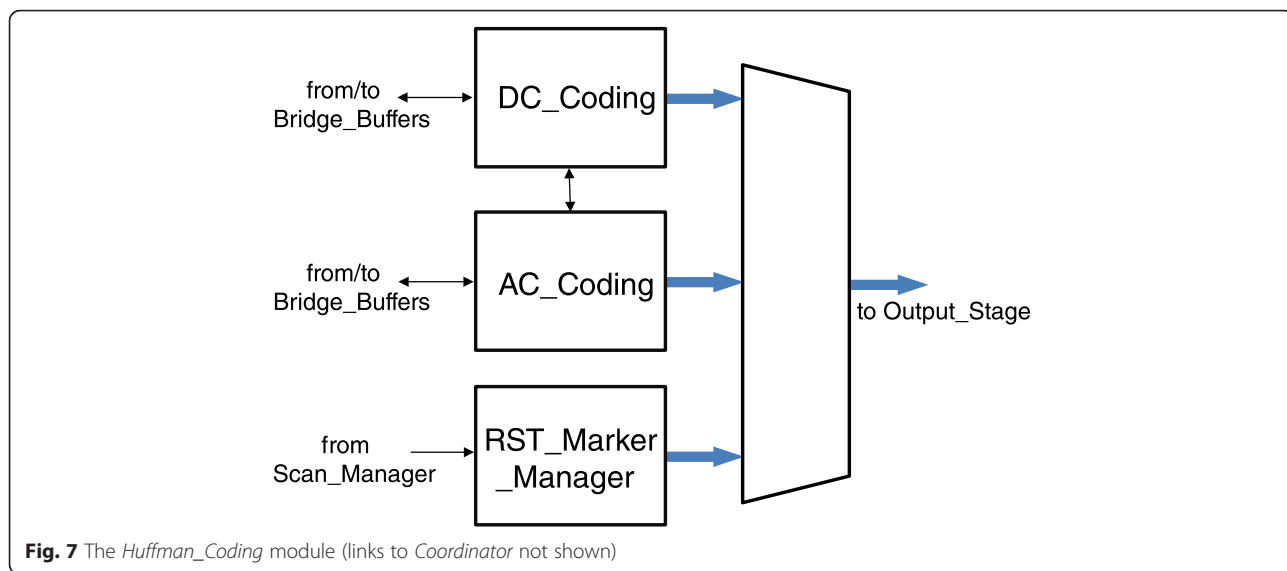 from/to
Bridge_Buffers
DC_Coding
from/to
Bridge_Buffers
AC_Coding
to Output_Stage
from
Scan_Manager
RST_Marker
_Manager
Fig. 7 The Huffman_Coding module (links to Coordinator not shown)